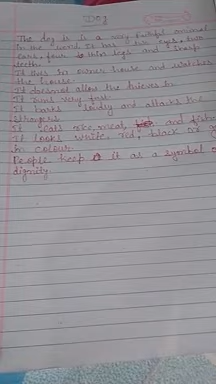 Dog
The dog is is a very faithful animal
in the world. It has two eyes, two
ears, four thin legs and sharp
teeth.
It lives in owner house and watches
the house.
It doesnot allow the thieves
It runs very fast.
It barks loudly and attacks the
strangers
It eats rice, meat, and fish
It looks white, red, black
in colour.
People keep it as a symbol
dignity.